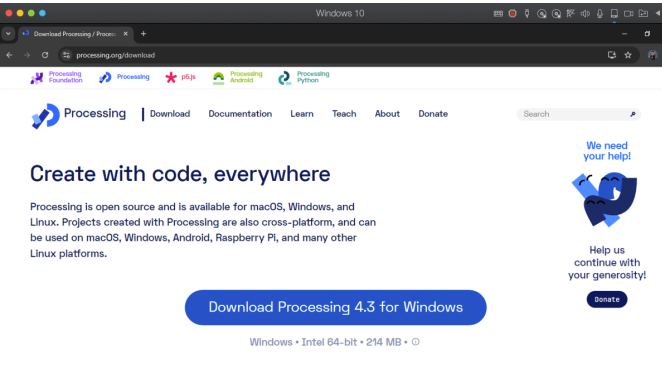 Windows 10
Download Processing / Process
processing.org/download
Processing Foundation
Processing
p5.js
Processing Android
Processing Python
Processing
Download
Documentation
Learn
Teach
About
Donate
Search
We need
your help!
Create with code, everywhere
Processing is open source and is available for macOS, Windows, and
Linux. Projects created with Processing are also cross-platform, and can
be used on macOS, Windows, Android, Raspberry Pi, and many other
Linux platforms.
Help us
continue with
your generosity!
Donate
Download Processing 4.3 for Windows
Windows • Intel 64-bit • 214 MB •